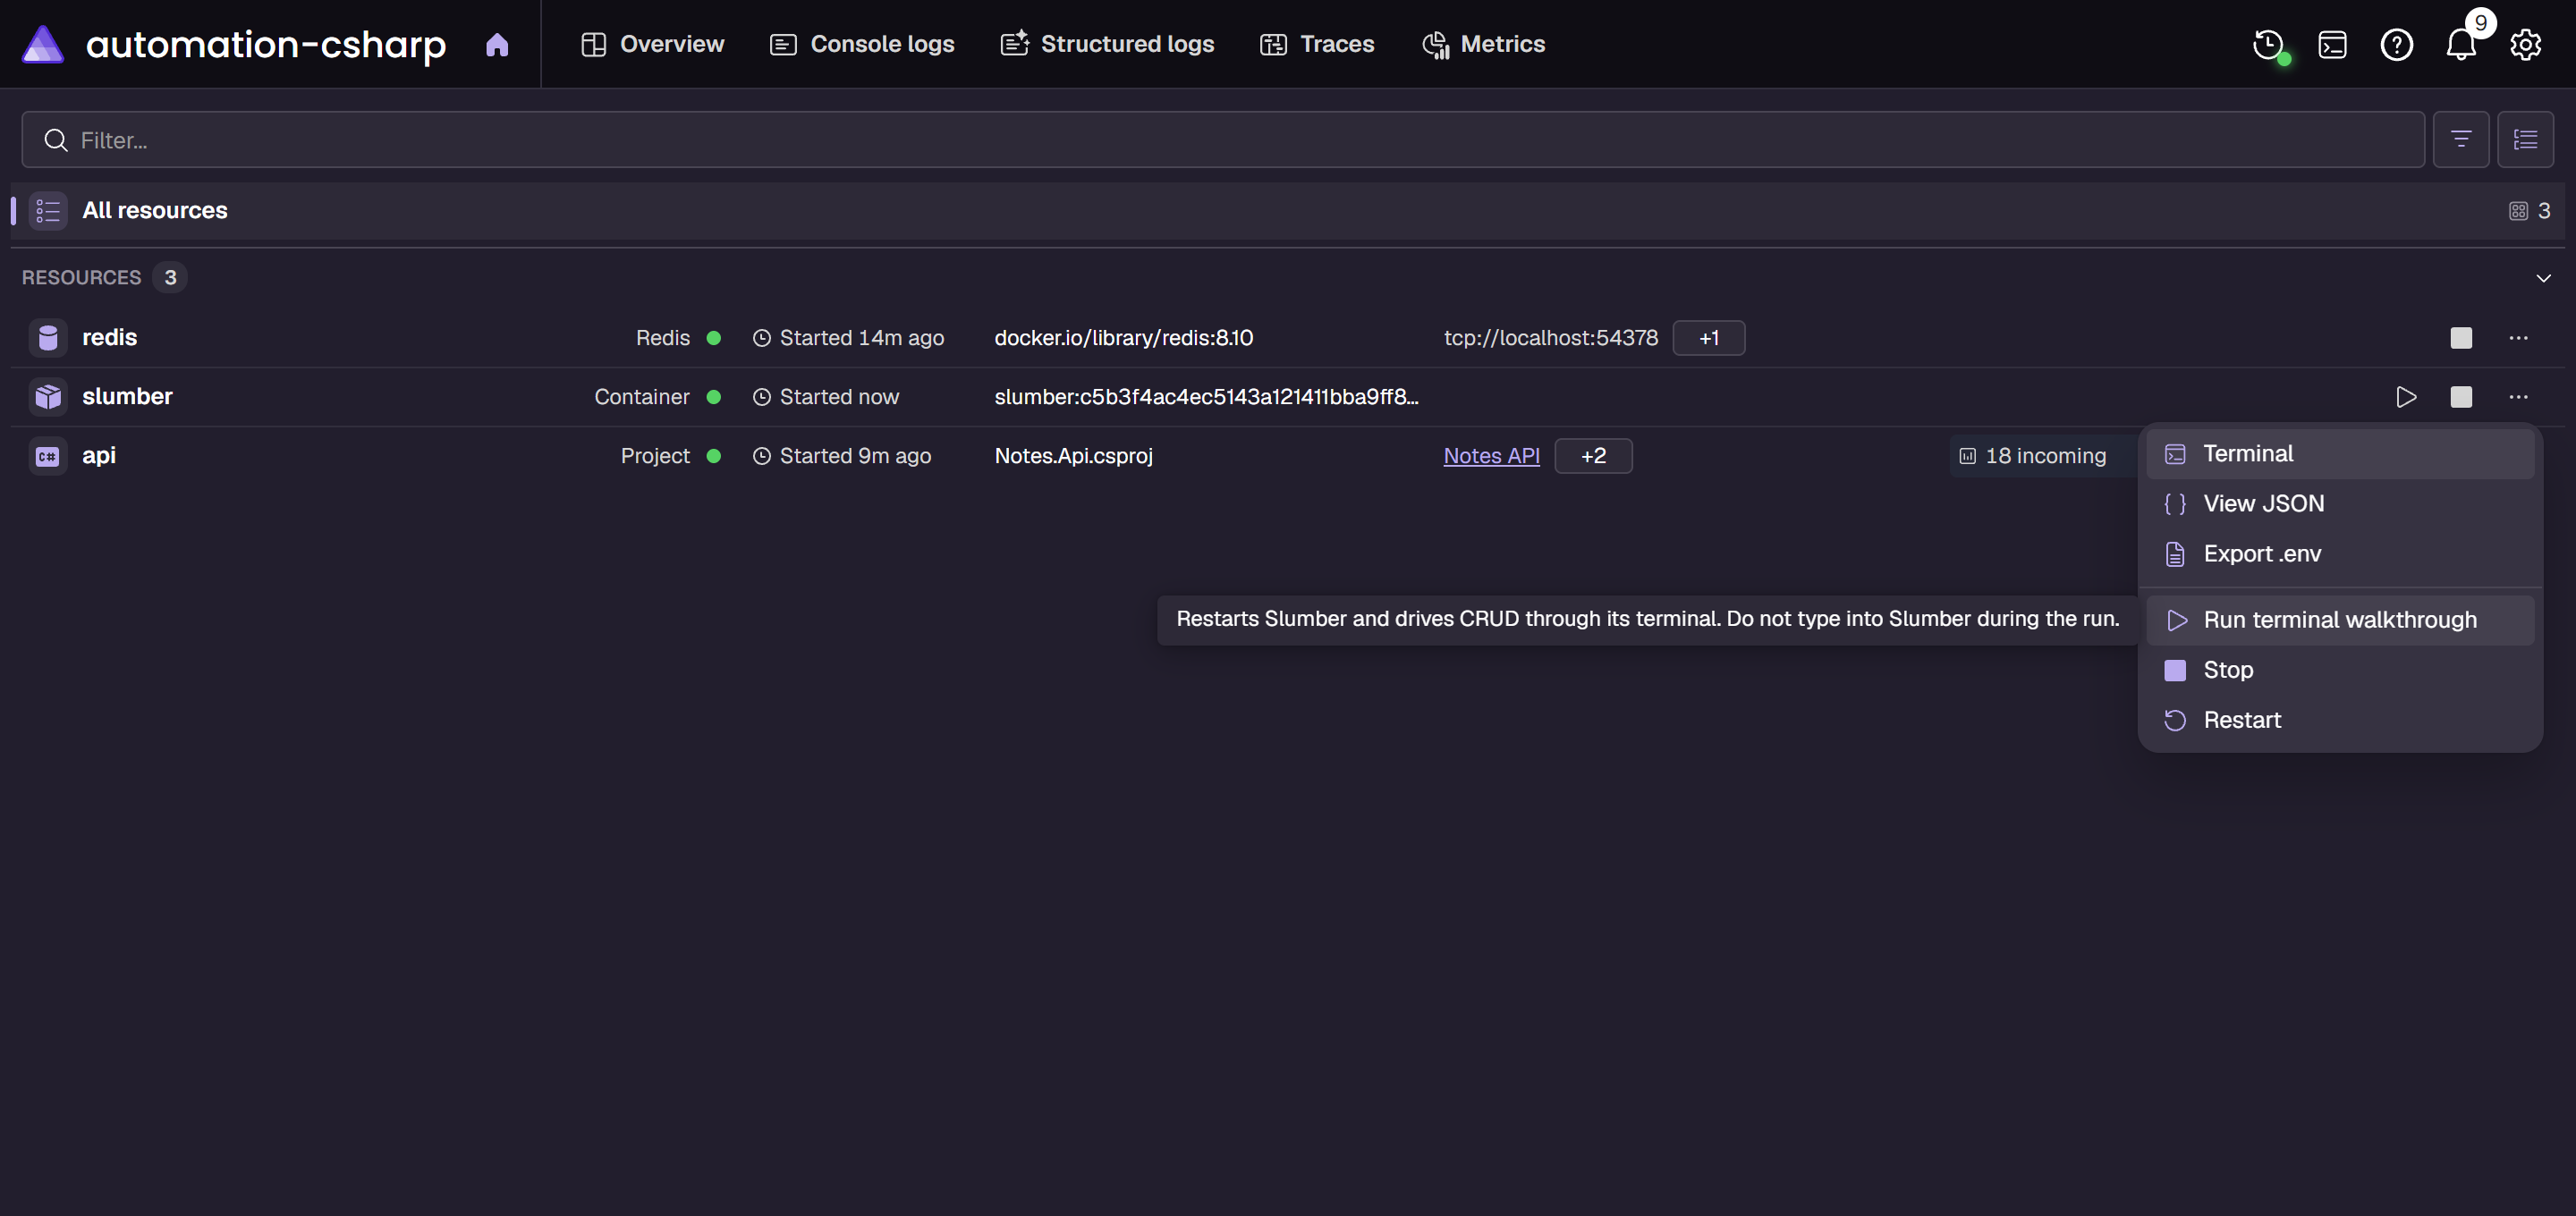 automation-csharp
Overview
Console logs
Structured logs
Traces
Metrics
9
Filter...
All resources
3
RESOURCES 3
redis Redis Started 14m ago docker.io/library/redis:8.10 tcp://localhost:54378 +1
slumber Container Started now slumber:c5b3f4ac4ec5143a121411bba9ff8...
C# api Project Started 9m ago Notes.Api.csproj Notes API +2 18 incoming
Terminal
View JSON
Export .env
Restarts Slumber and drives CRUD through its terminal. Do not type into Slumber during the run.
Run terminal walkthrough
Stop
Restart